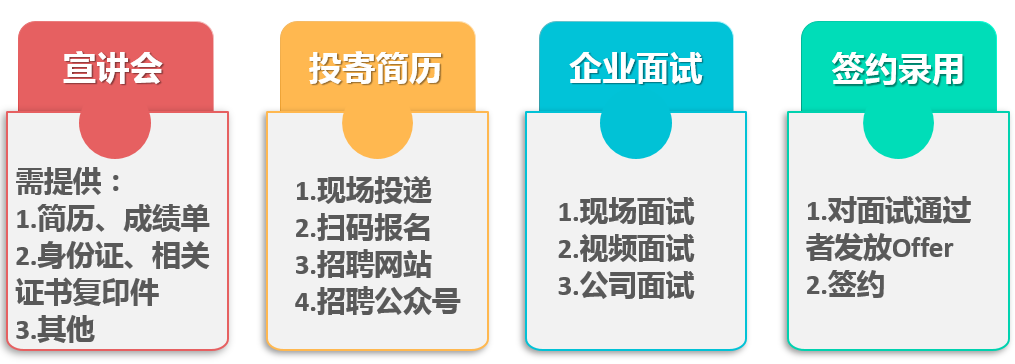 宣讲会
需提供：
1.简历、成绩单
2.身份证、相关
证书复印件
3.其他
投寄简历
1.现场投递
2.扫码报名
3.招聘网站
4.招聘公众号
企业面试
1.现场面试
2.视频面试
3.公司面试
签约录用
1.对面试通过
者发放Offer
2.签约